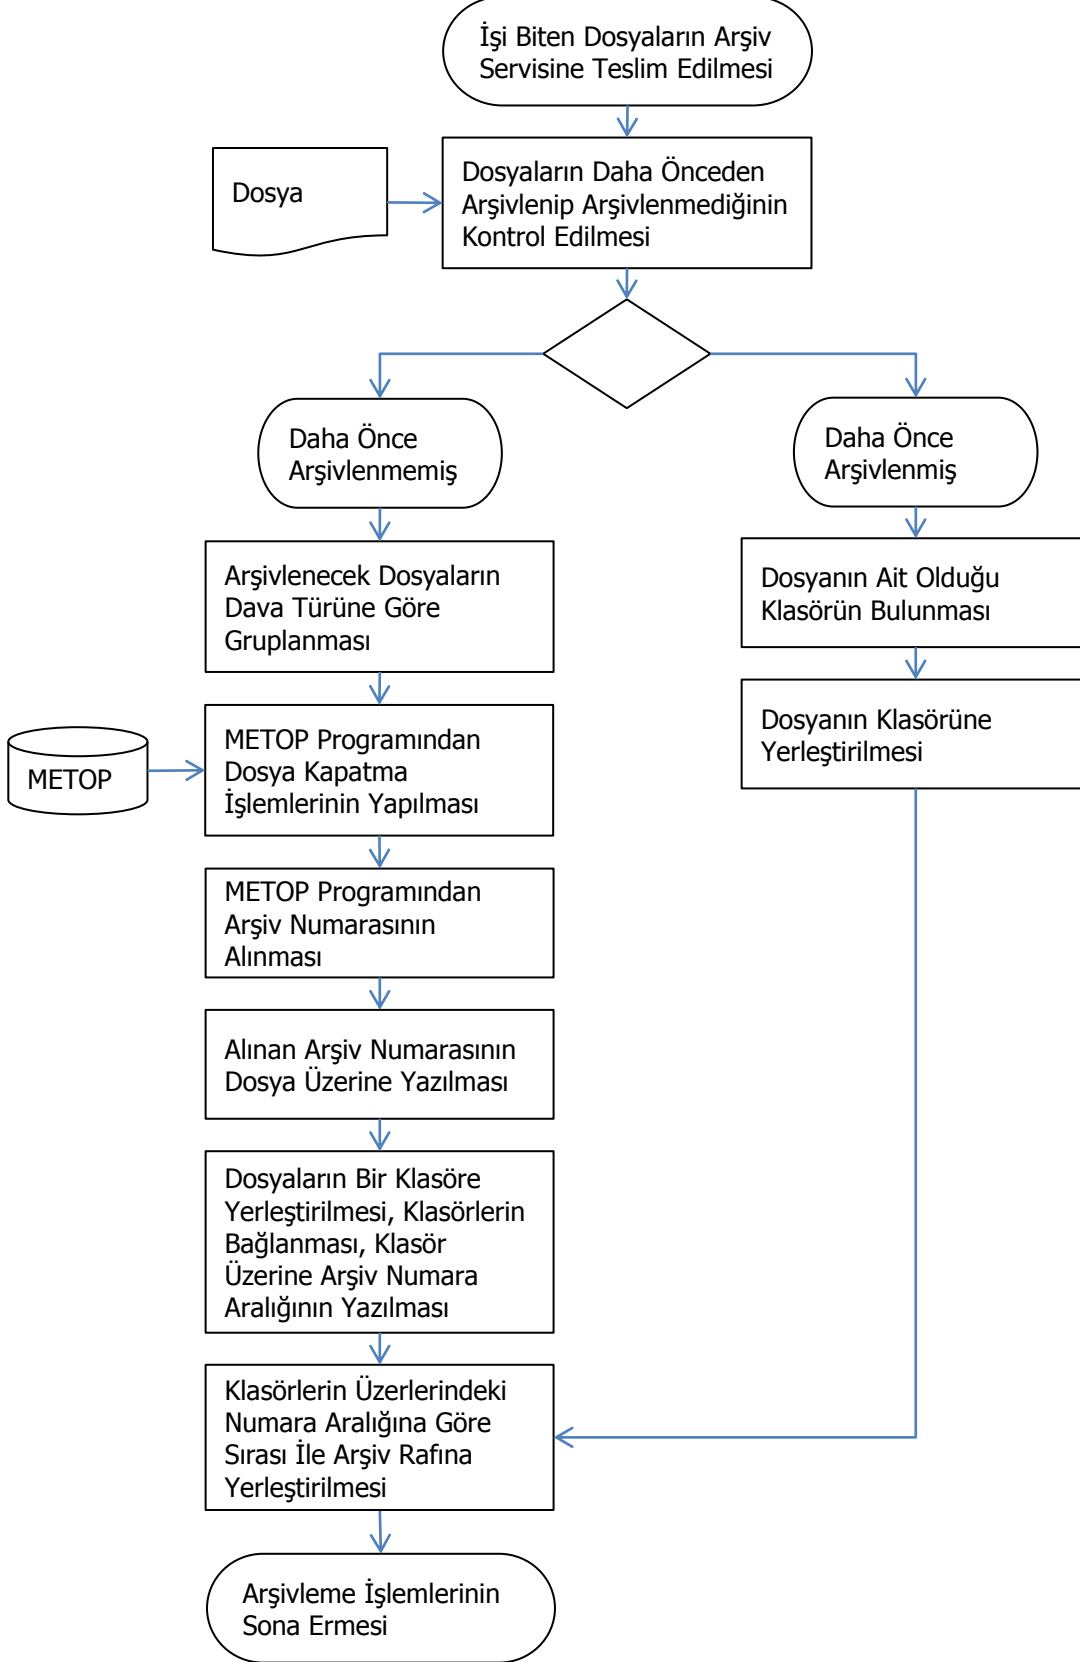 İşi Biten Dosyaların Arşiv
Servisine Teslim Edilmesi
Dosya
Dosyaların Daha Önceden
Arşivlenip Arşivlenmediğinin
Kontrol Edilmesi
Daha Önce
Arşivlenmemiş
Daha Önce
Arşivlenmiş
Arşivlenecek Dosyaların
Dava Türüne Göre
Gruplanması
Dosyanın Ait Olduğu
Klasörün Bulunması
METOP
METOP Programından
Dosya Kapatma
İşlemlerinin Yapılması
Dosyanın Klasörüne
Yerleştirilmesi
METOP Programından
Arşiv Numarasının
Alınması
Alınan Arşiv Numarasının
Dosya Üzerine Yazılması
Dosyaların Bir Klasöre
Yerleştirilmesi, Klasörlerin
Bağlanması, Klasör
Üzerine Arşiv Numara
Aralığının Yazılması
Klasörlerin Üzerlerindeki
Numara Aralığına Göre
Sırası İle Arşiv Rafına
Yerleştirilmesi
Arşivleme İşlemlerinin
Sona Ermesi